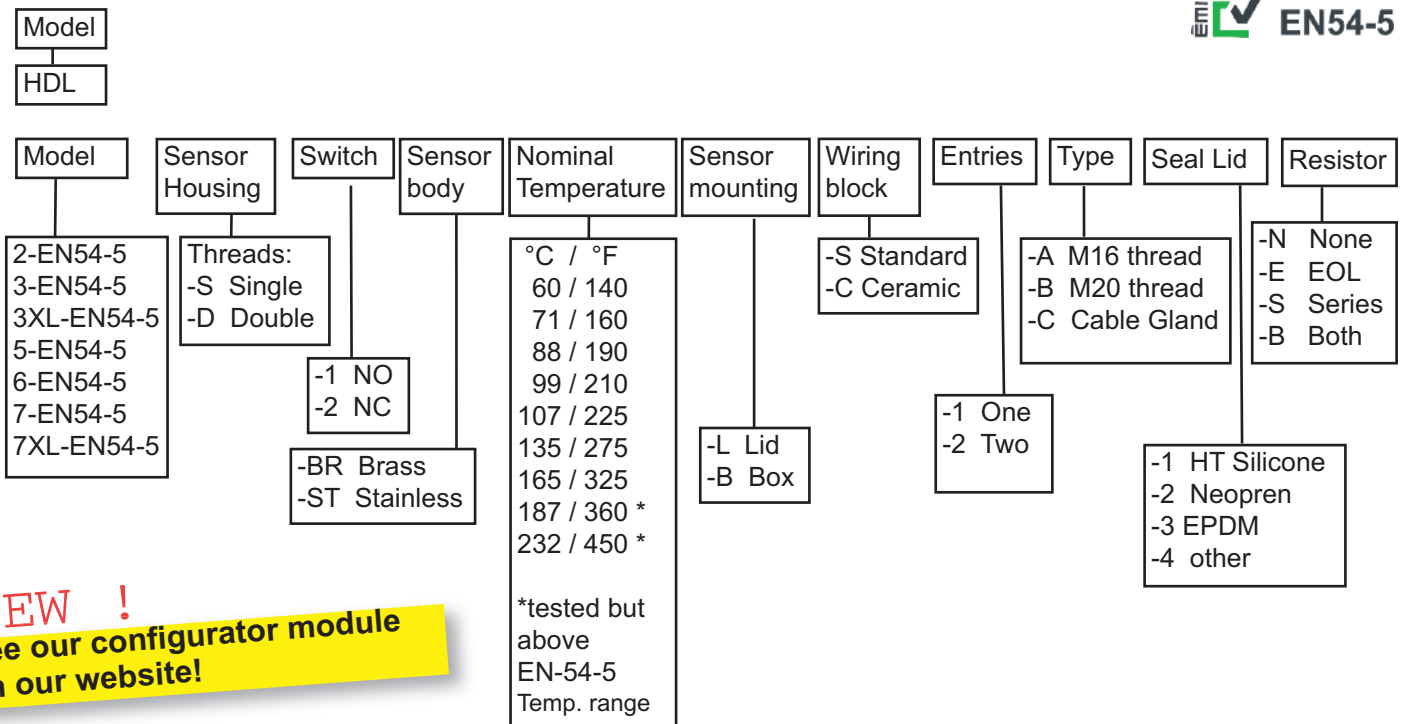 EN54-5
Model
HDL
Model
2-EN54-5
3-EN54-5
3XL-EN54-5
5-EN54-5
6-EN54-5
7-EN54-5
7XL-EN54-5
Sensor
Housing
Threads:
-S Single
-D Double
Switch
-1 NO
-2 NC
Sensor
body
-BR Brass
-ST Stainless
Nominal
Temperature
°C / °F
60 / 140
71 / 160
88 / 190
99 / 210
107 / 225
135 / 275
165 / 325
187 / 360 *
232 / 450 *
*tested but
above
EN-54-5
Temp. range
Sensor
mounting
-L Lid
-B Box
Wiring
block
-S Standard
-C Ceramic
Entries
-1 One
-2 Two
Type
-A M16 thread
-B M20 thread
-C Cable Gland
Seal Lid
-1 HT Silicone
-2 Neopren
-3 EPDM
-4 other
Resistor
-N None
-E EOL
-S Series
-B Both
EW !
ee our configurator module
our website!